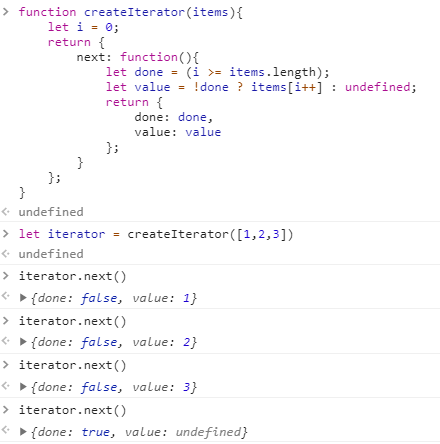 function createIterator(items){
    let i = 0;
    return {
        next: function(){
            let done = (i >= items.length);
            let value = !done ? items[i++] : undefined;
            return {
                done: done,
                value: value
            };
        }
    };
}
undefined
let iterator = createIterator([1,2,3])
undefined
iterator.next()
{done: false, value: 1}
iterator.next()
{done: false, value: 2}
iterator.next()
{done: false, value: 3}
iterator.next()
{done: true, value: undefined}